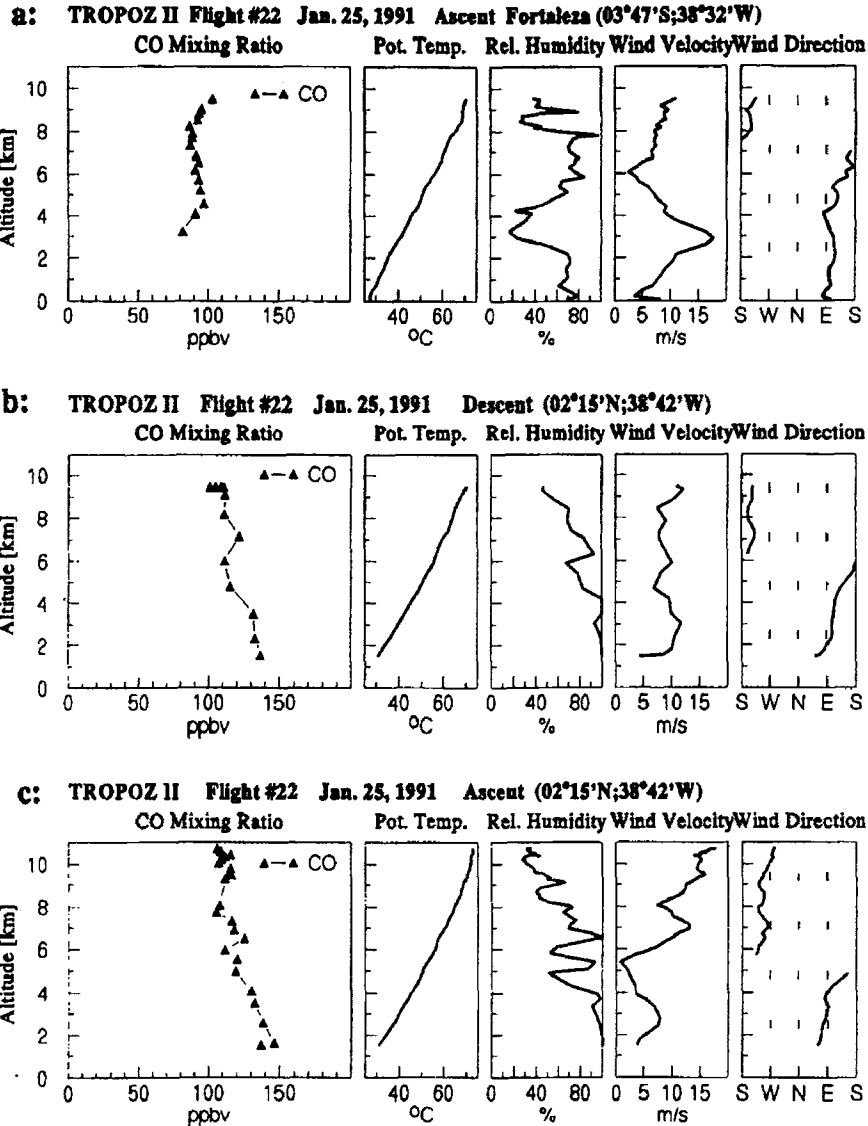 a: TROPOZ II Flight #22 Jan. 25, 1991 Ascent Fortaleza (03°47'S;38°32'W)
CO Mixing Ratio Pot. Temp. Rel. Humidity Wind Velocity Wind Direction
CO
Altitude [km]
10
8
6
4
2
0
0 50 100 150 40 60 0 40 80 0 5 10 15 S W N E S
ppbv °C % m/s
b: TROPOZ II Flight #22 Jan. 25, 1991 Descent (02°15'N;38°42'W)
CO Mixing Ratio Pot. Temp. Rel. Humidity Wind Velocity Wind Direction
CO
Altitude [km]
10
8
6
4
2
0
0 50 100 150 40 60 0 40 80 5 10 15 S W N E S
ppbv °C % m/s
c: TROPOZ II Flight #22 Jan. 25, 1991 Ascent (02°15'N;38°42'W)
CO Mixing Ratio Pot. Temp. Rel. Humidity Wind Velocity Wind Direction
CO
Altitude [km]
10
8
6
4
2
0
0 50 100 150 40 60 0 40 80 0 5 10 15 S W N E S
ppbv °C % m/s